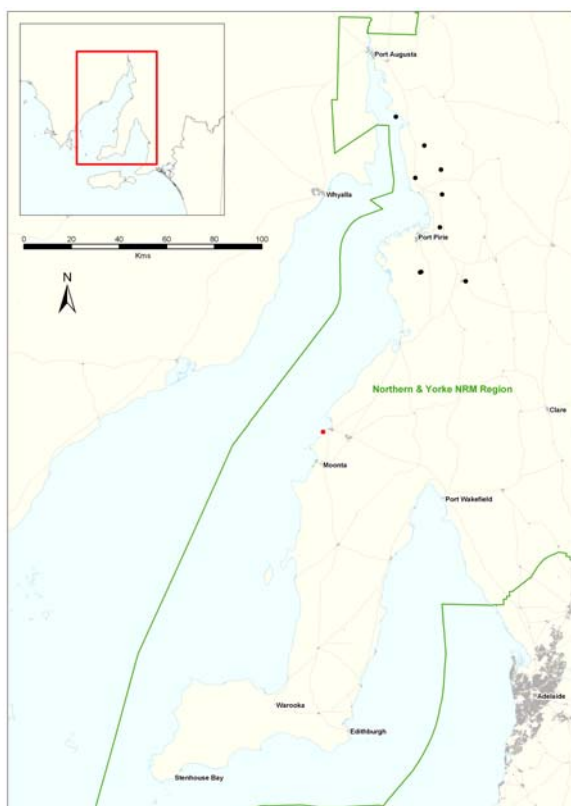 Port Augusta
Whyalla
0 20 40 60 80 100
Kms
Port Pirie
N
Northern & Yorke NRM Region
Clare
Moonta
Port Wakefield
Adelaide
Warooka
Edithburgh
Stenhouse Bay